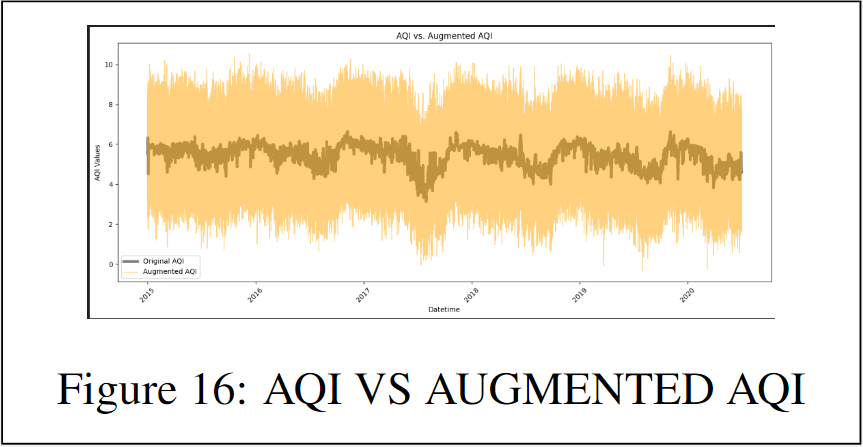 AQI vs. Augmented AQI
10
8
6
4
2
0
AQI Values
Original AQI
Augmented AQI
2015
2016
2017
2018
2019
2020
Datetime
Figure 16: AQI VS AUGMENTED AQI